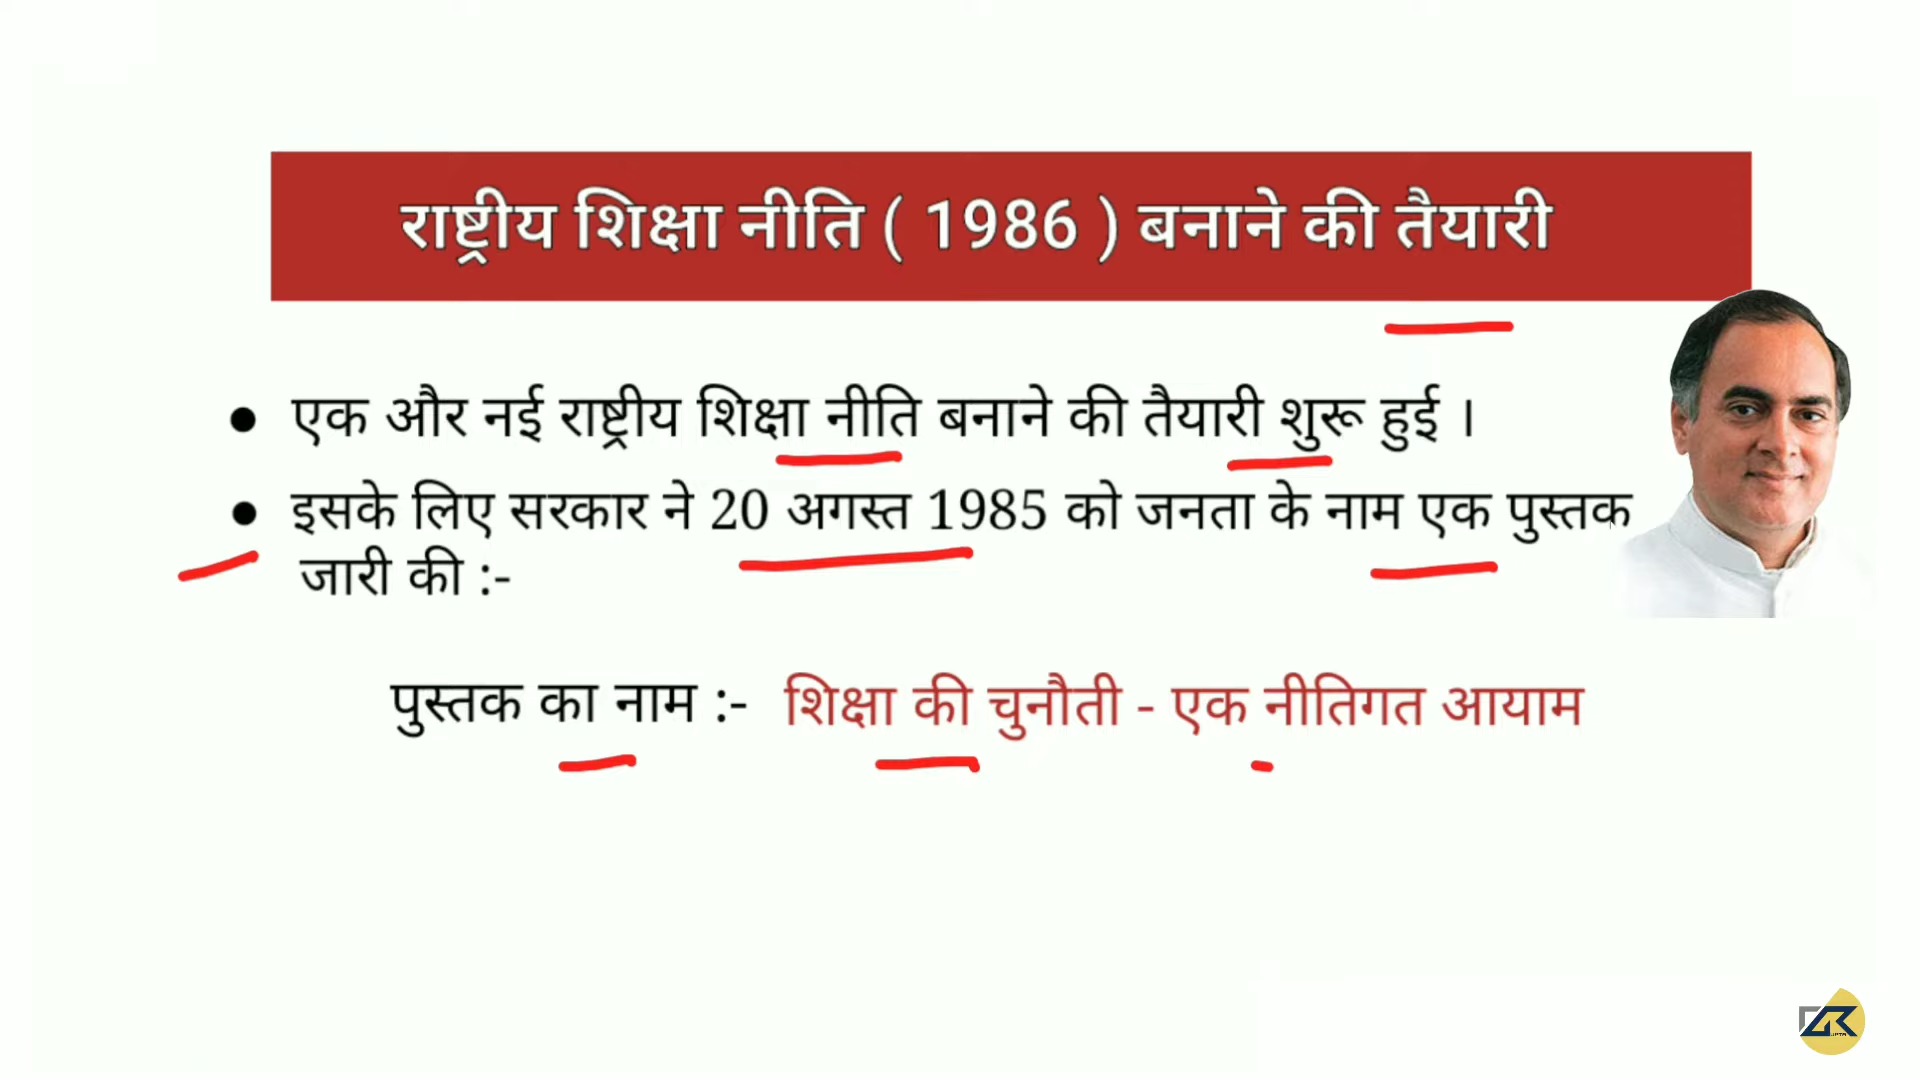 राष्ट्रीय शिक्षा नीति ( 1986 ) बनाने की तैयारी
● एक और नई राष्ट्रीय शिक्षा नीति बनाने की तैयारी शुरू हुई ।
● इसके लिए सरकार ने 20 अगस्त 1985 को जनता के नाम एक पुस्तक
जारी की :-
पुस्तक का नाम :- शिक्षा की चुनौती - एक नीतिगत आयाम